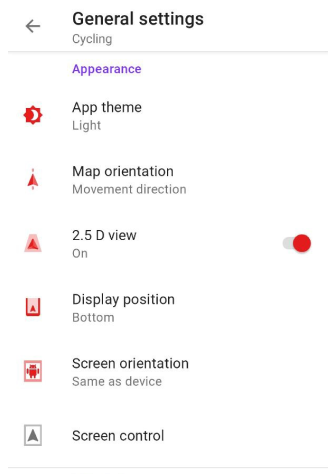 General settings
Cycling
Appearance
App theme
Light
Map orientation
Movement direction
2.5 D view
On
Display position
Bottom
Screen orientation
Same as device
Screen control